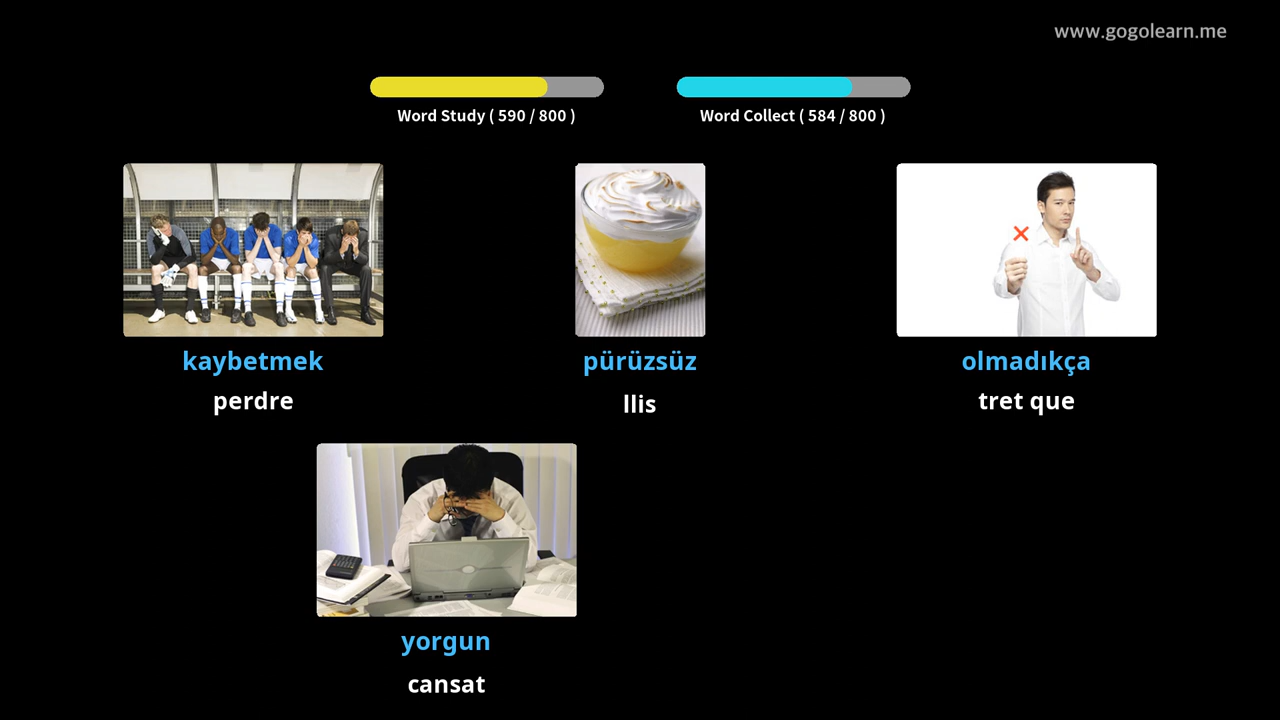 www.gogolearn.me
Word Study ( 590 / 800 )
Word Collect ( 584 / 800 )
kaybetmek
perdre
pürüzsüz
llis
olmadıkça
tret que
yorgun
cansat